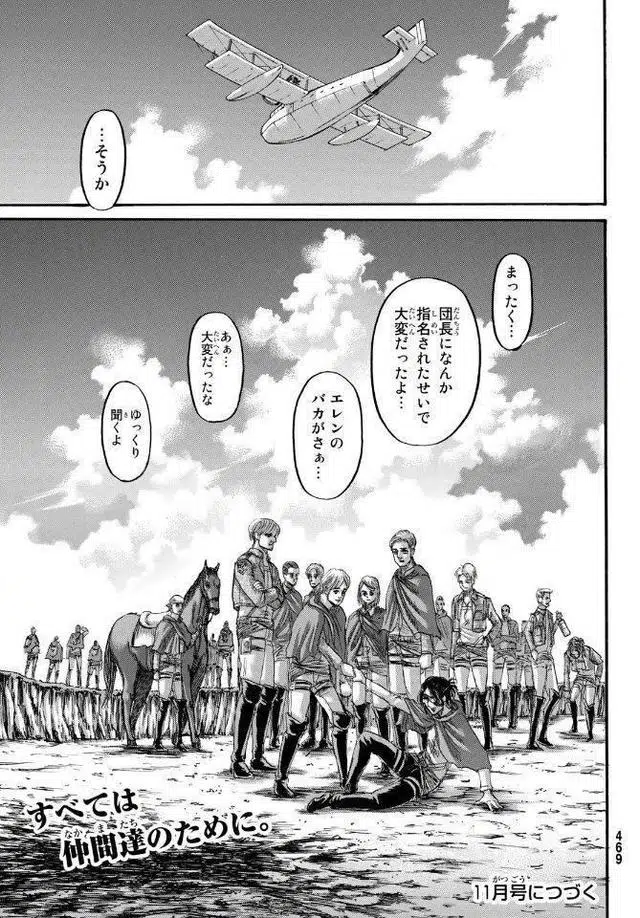 …そうか
まったく…
団長になんか
指名されたせいで
大変だったよ…
エレンの
バカがさぁ…
あぁ…
大変だったな
ゆっくり
聞くよ
すべては
仲間達のために。
11月号につづく
469